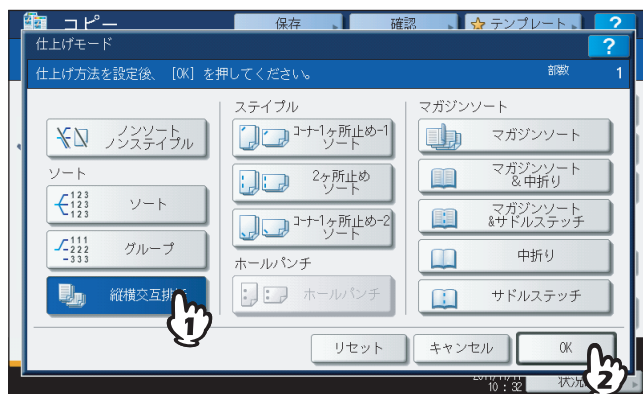 コピー
保存
確認
テンプレート
?
仕上げモード
?
仕上げ方法を設定後、[OK] を押してください。
部数
1
ノンソート
ノンステイプル
ソート
123
123
123
ソート
111
222
333
グループ
縦横交互排
1
ステイプル
コーナー1ヶ所止め-1
ソート
2ヶ所止め
ソート
コーナー1ヶ所止め-2
ソート
ホールパンチ
ホールパンチ
マガジンソート
マガジンソート
マガジンソート
&中折り
マガジンソート
&サドルステッチ
中折り
サドルステッチ
リセット
キャンセル
OK
2
10:32
状況